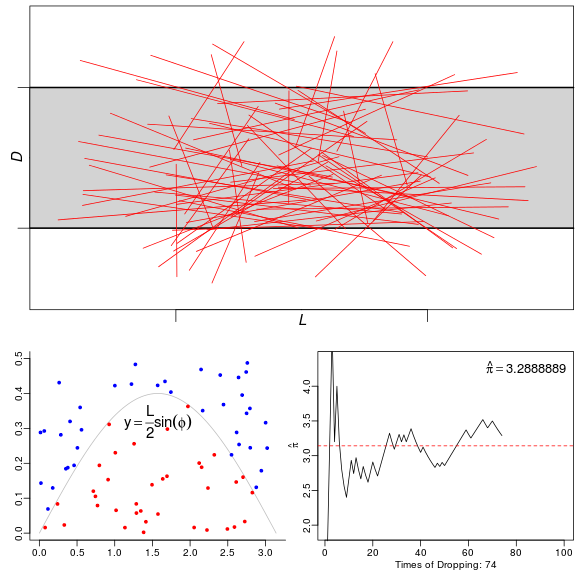 D
L
y = L/2 sin(ϕ)
0.0 0.1 0.2 0.3 0.4 0.5
0.0 0.5 1.0 1.5 2.0 2.5 3.0
π̂ = 3.2888889
π̂
2.0 2.5 3.0 3.5 4.0
0 20 40 60 80 100
Times of Dropping: 74